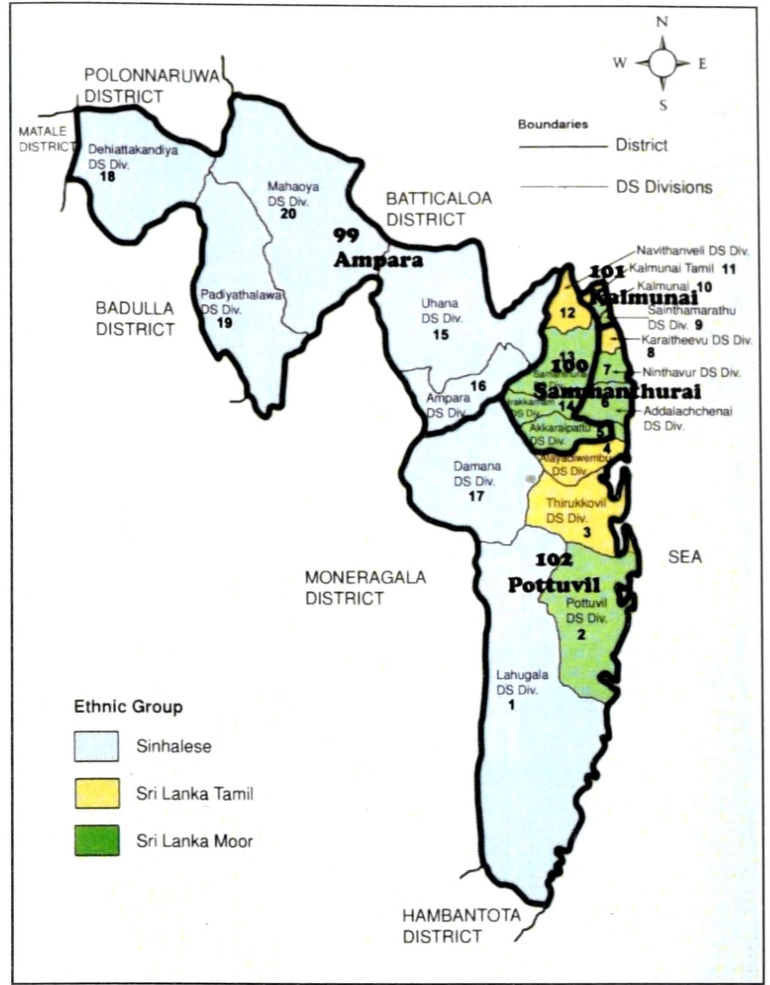 N
W E
S
POLONNARUWA
DISTRICT
MATALE
DISTRICT
Boundaries
District
DS Divisions
Dehiattakandiya
DS Div.
18
Mahaoya
DS Div.
20
BATTICALOA
DISTRICT
99
Ampara
Navithanveli DS Div.
101
Kalmunai Tamil 11
Kalmunai 10
Kalmunai
Sainthamarathu
DS Div. 9
Karaitheevu DS Div.
8
BADULLA
DISTRICT
Padiyathalawa
DS Div.
19
Uhana
DS Div.
15
12
13
100
7
Ninthavur DS Div.
Sammanthurai
16
Ampara
DS Div.
14
6
Addalachchenai
DS Div.
Akkaraipattu
DS Div.
5
4
Alayadiwembu
DS Div.
Damana
DS Div.
17
Thirukkovil
DS Div.
3
SEA
102
Pottuvil
MONERAGALA
DISTRICT
Pottuvil
DS Div.
2
Lahugala
DS Div.
1
Ethnic Group
Sinhalese
Sri Lanka Tamil
Sri Lanka Moor
HAMBANTOTA
DISTRICT